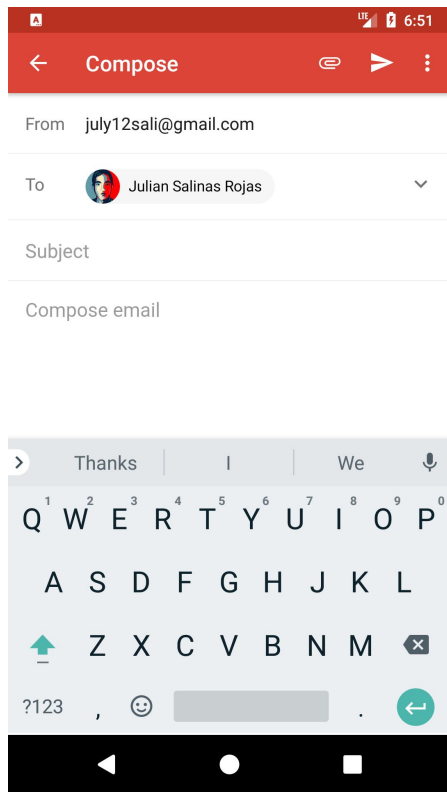 LTE 6:51
Compose
From july12sali@gmail.com
To Julian Salinas Rojas
Subject
Compose email
Thanks I We
1 2 3 4 5 6 7 8 9 0
Q W E R T Y U I O P
A S D F G H J K L
Z X C V B N M
?123 , .